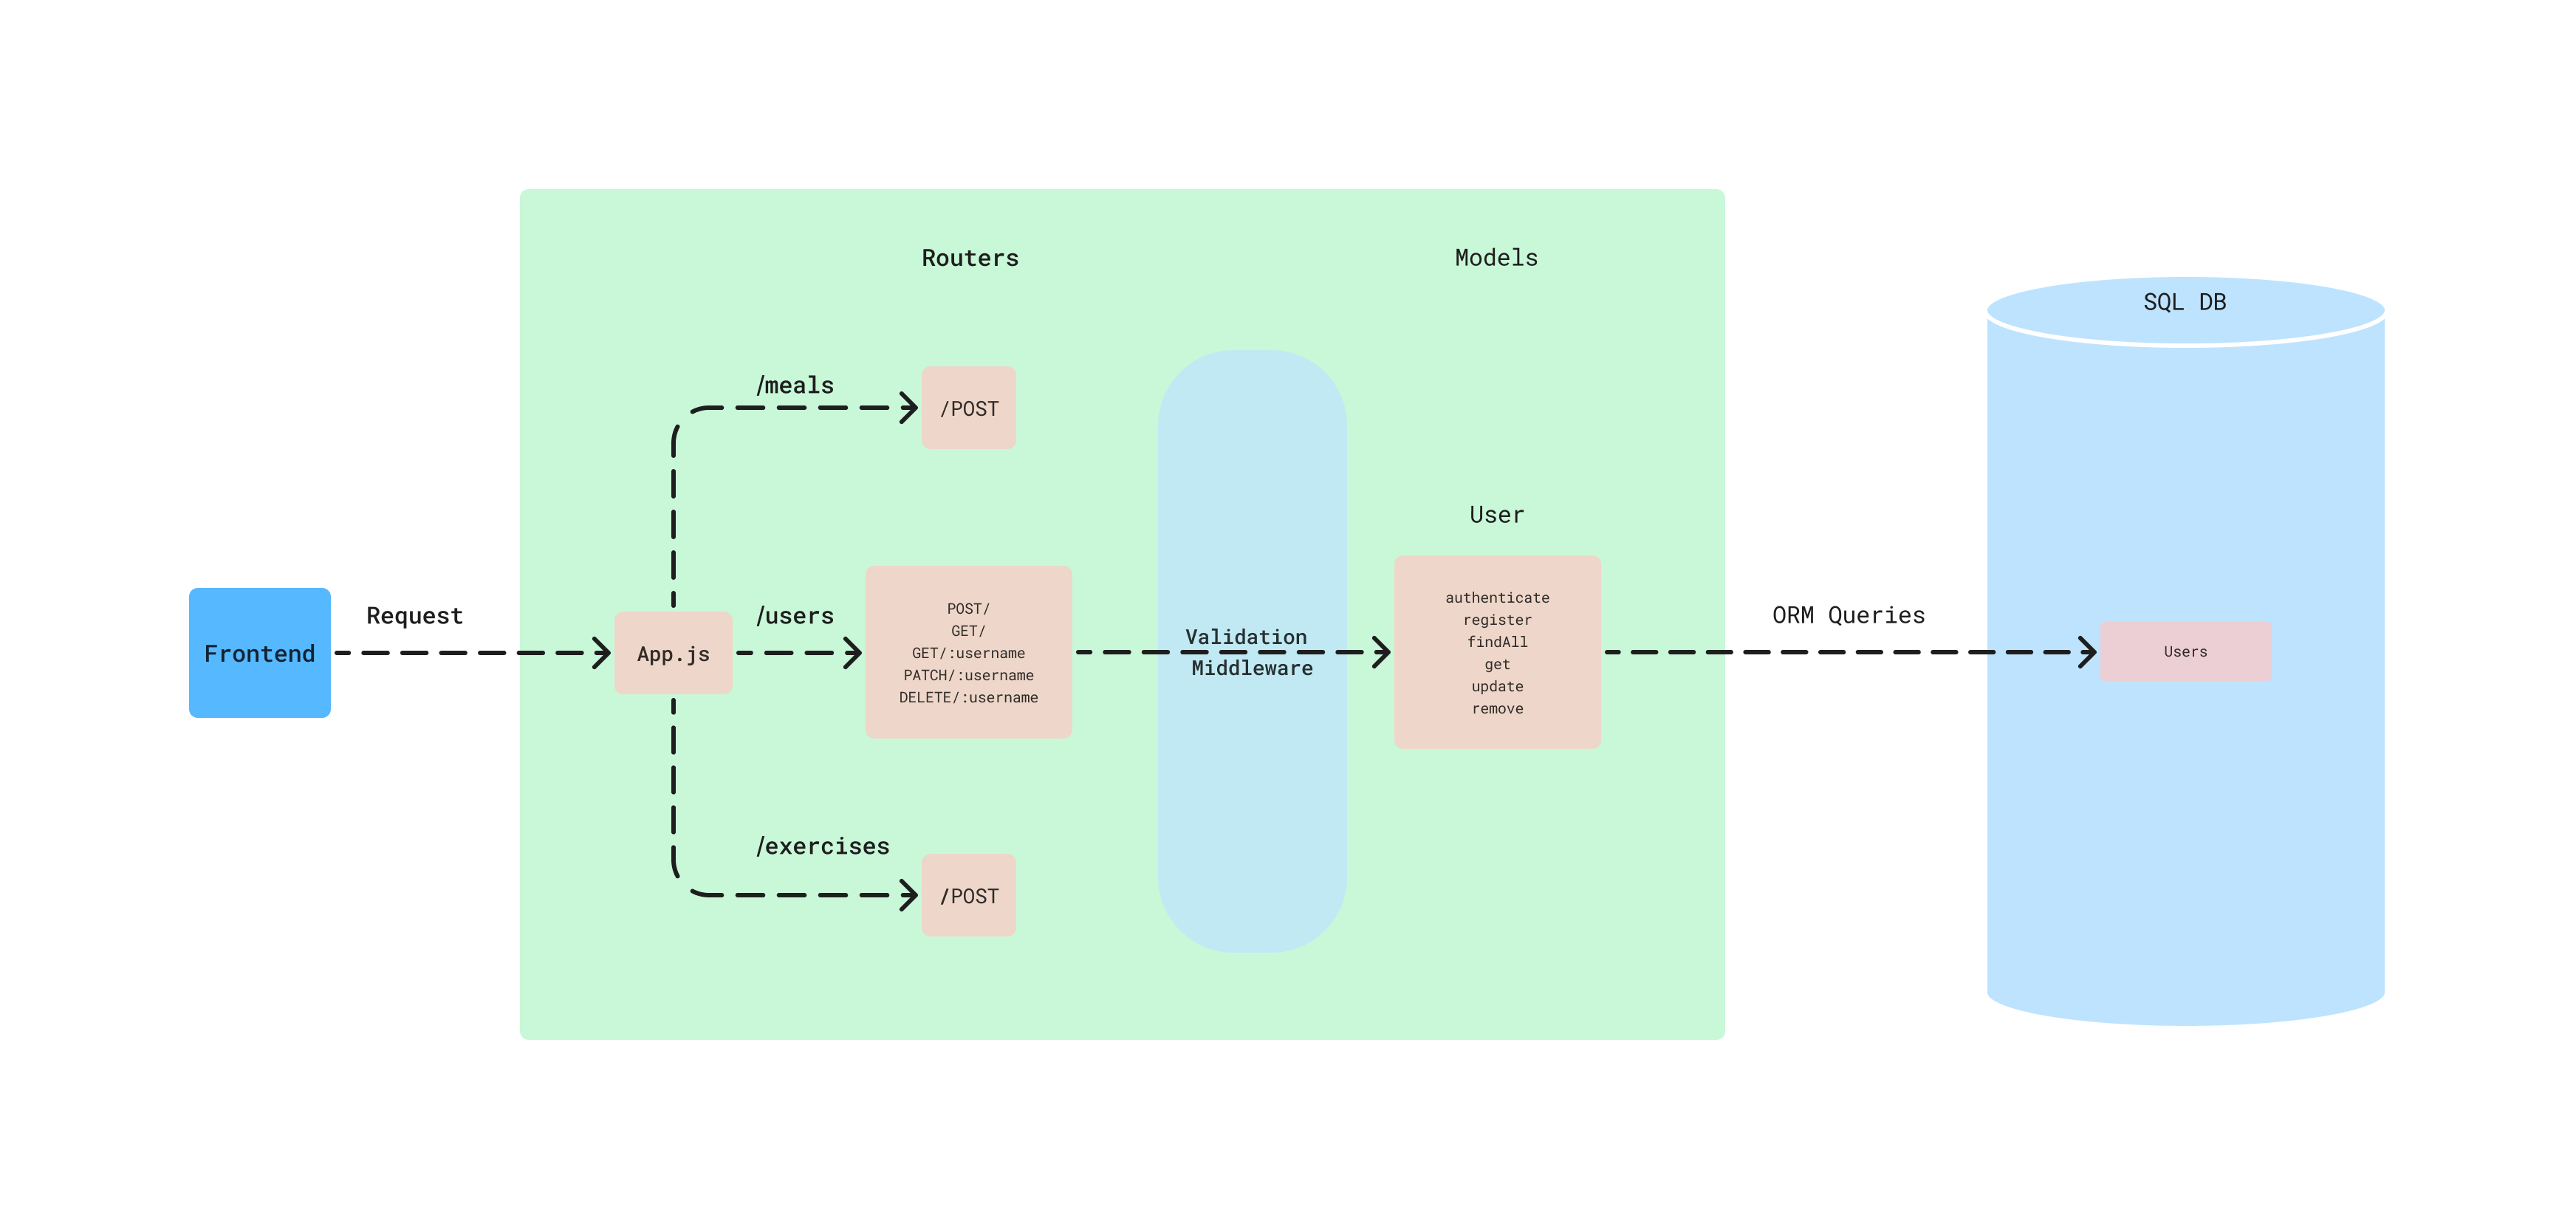 Routers
Models
SQL DB
/meals
/POST
User
Frontend
Request
App.js
/users
POST/
GET/
GET/:username
PATCH/:username
DELETE/:username
Validation
Middleware
authenticate
register
findAll
get
update
remove
ORM Queries
Users
/exercises
/POST